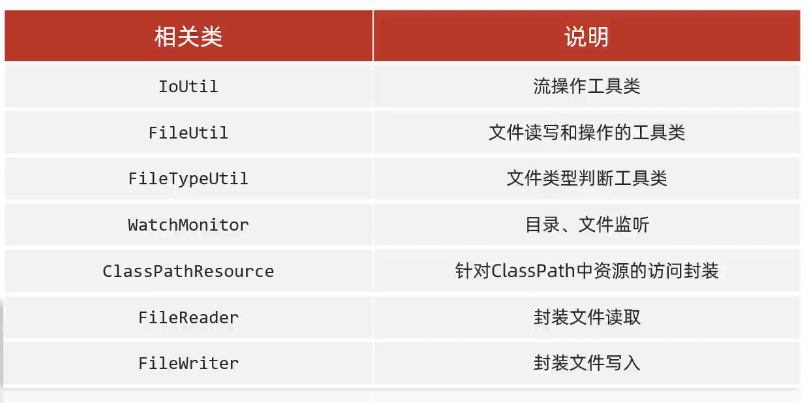 相关类 说明
IoUtil 流操作工具类
FileUtil 文件读写和操作的工具类
FileTypeUtil 文件类型判断工具类
WatchMonitor 目录、文件监听
ClassPathResource 针对ClassPath中资源的访问封装
FileReader 封装文件读取
FileWriter 封装文件写入